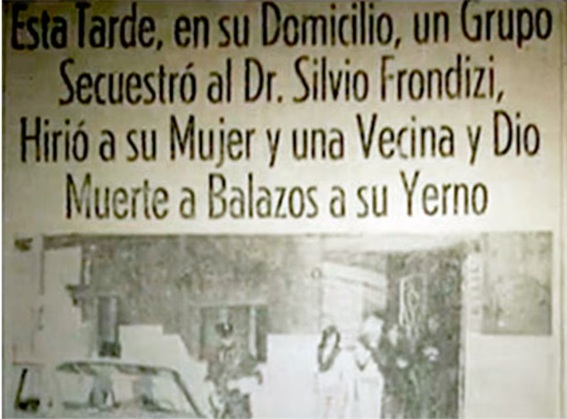 Esta Tarde, en su Domicilio, un Grupo
Secuestró al Dr. Silvio Frondizi,
Hirió a su Mujer y una Vecina y Dio
Muerte a Balazos a su Yerno